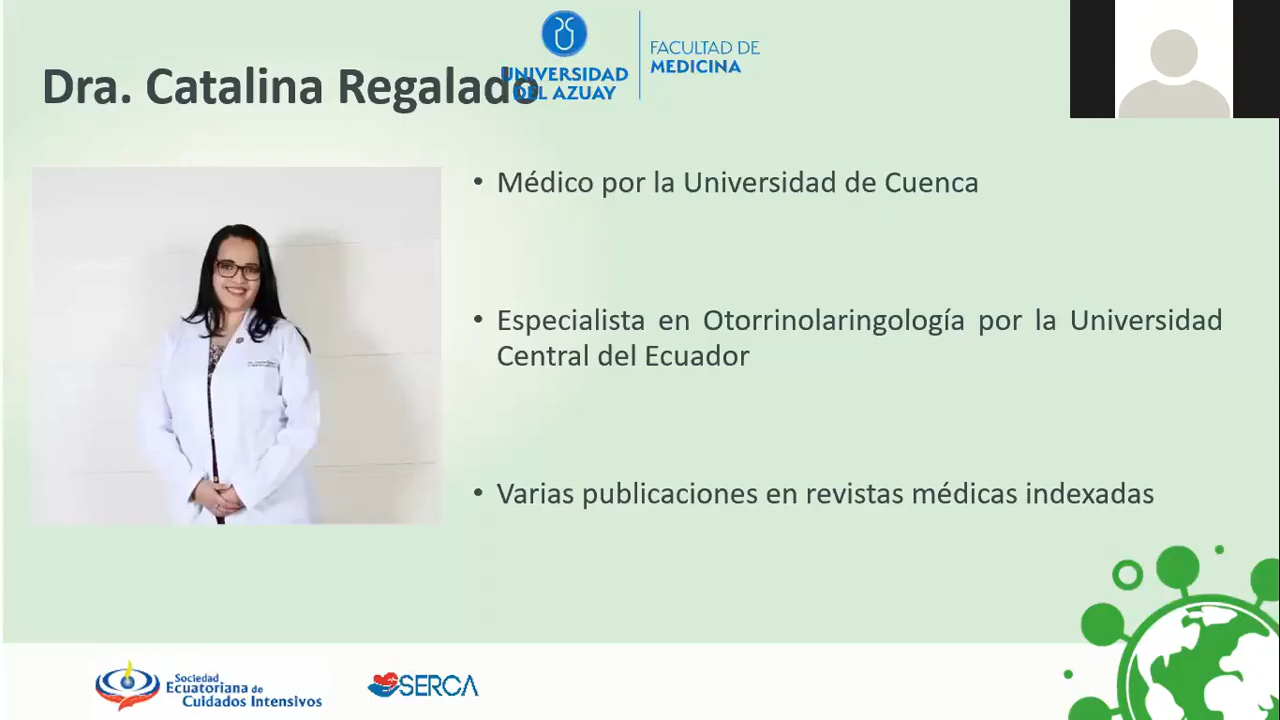 Dra. Catalina Regalado
UNIVERSIDAD
DEL AZUAY
FACULTAD DE
MEDICINA
• Médico por la Universidad de Cuenca
• Especialista en Otorrinolaringología por la Universidad
Central del Ecuador
• Varias publicaciones en revistas médicas indexadas
Sociedad
Ecuatoriana de
Cuidados Intensivos
SERCA